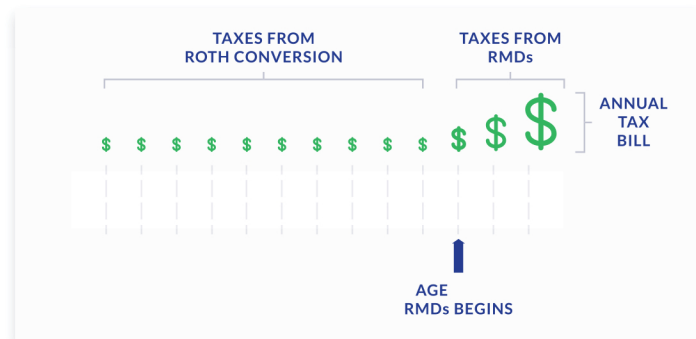 TAXES FROM
ROTH CONVERSION
TAXES FROM
RMDs
$ $ $ $ $ $ $ $ $ $ $ $ $
ANNUAL
TAX
BILL
AGE
RMDs BEGINS